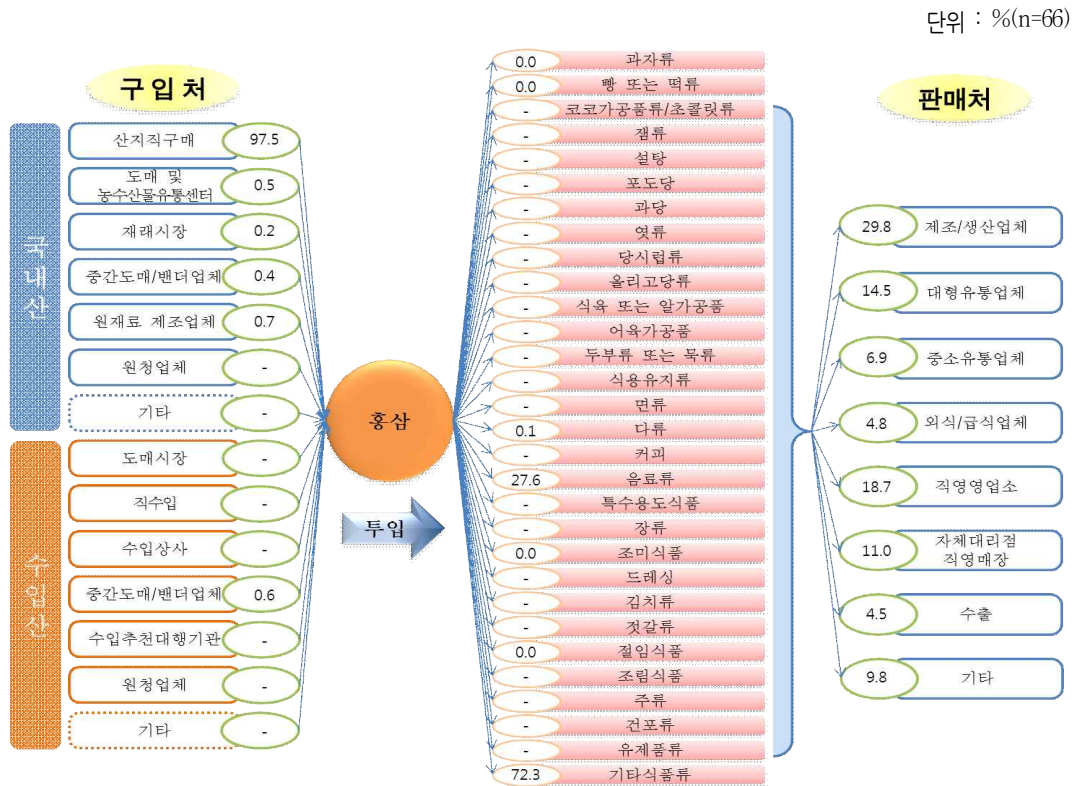 단위 : %(n=66)
구입처
국내산
산지직구매 97.5
도매 및
농수산물유통센터 0.5
재래시장 0.2
중간도매/밴더업체 0.4
원재료 제조업체 0.7
원청업체 -
기타 -
수입산
도매시장 -
직수입 -
수입상사 -
중간도매/밴더업체 0.6
수입추천대행기관 -
원청업체 -
기타 -
홍삼
투입
0.0 과자류
0.0 빵 또는 떡류
- 코코가공품류/초콜릿류
- 잼류
- 설탕
- 포도당
- 과당
- 엿류
- 당시럽류
- 올리고당류
- 식육 또는 알가공품
- 어육가공품
- 두부류 또는 묵류
- 식용유지류
- 면류
0.1 다류
- 커피
27.6 음료류
- 특수용도식품
- 장류
0.0 조미식품
- 드레싱
- 김치류
- 젓갈류
0.0 절임식품
- 조림식품
- 주류
- 건포류
- 유제품류
72.3 기타식품류
판매처
29.8 제조/생산업체
14.5 대형유통업체
6.9 중소유통업체
4.8 외식/급식업체
18.7 직영영업소
11.0 자체대리점
직영매장
4.5 수출
9.8 기타